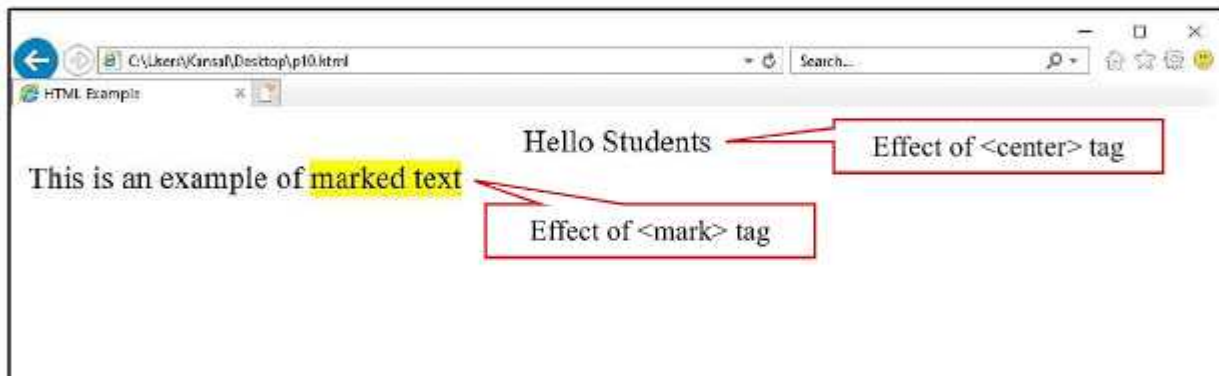 C:\Users\Kansal\Desktop\p10.html
Search...
HTML Example
Hello Students
Effect of <center> tag
This is an example of marked text
Effect of <mark> tag